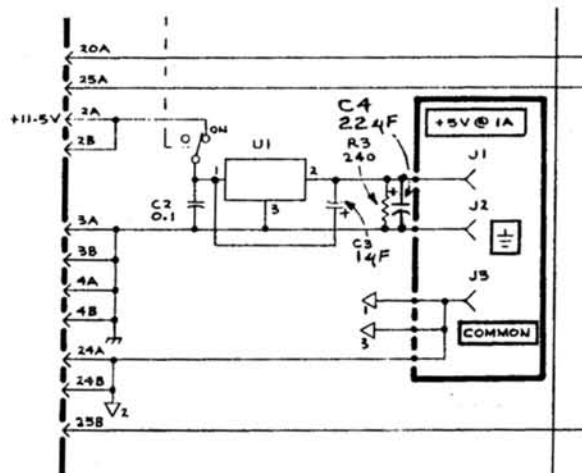 20A
25A
+11.5V
2A
2B
ON
U1
1
2
3
C2
0.1
C4
22µF
R3
240
+
+
C3
1µF
+5V @ 1A
J1
J2
J3
COMMON
3A
3B
4A
4B
1
3
24A
24B
2
25B